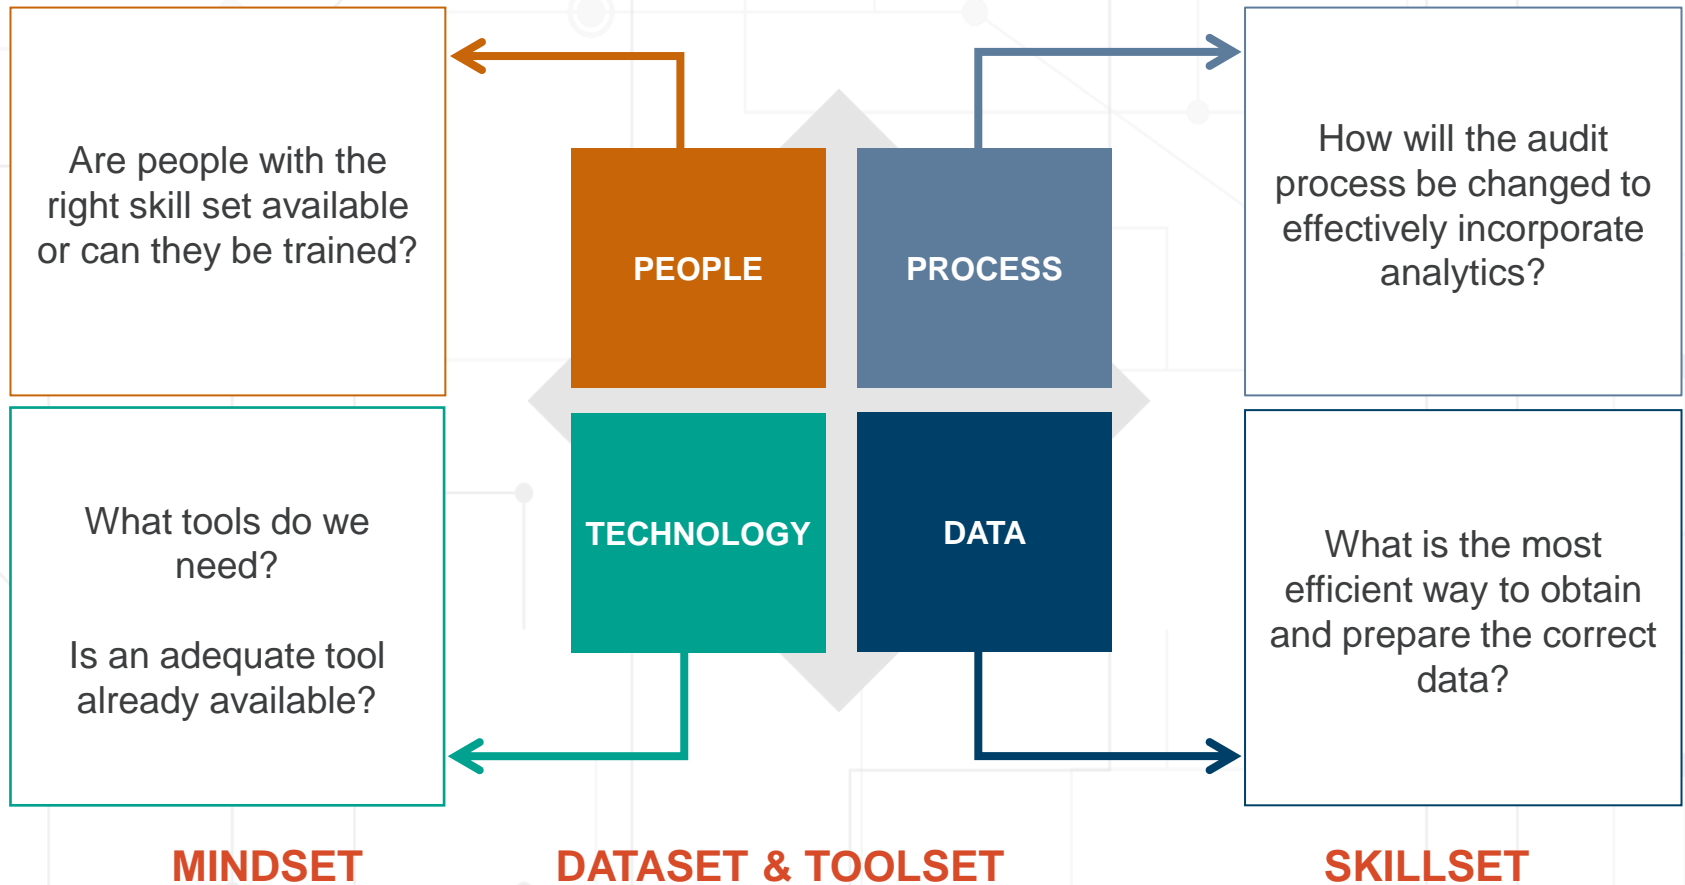 Are people with the
right skill set available
or can they be trained?
PEOPLE
PROCESS
How will the audit
process be changed to
effectively incorporate
analytics?
What tools do we
need?
Is an adequate tool
already available?
TECHNOLOGY
DATA
What is the most
efficient way to obtain
and prepare the correct
data?
MINDSET
DATASET & TOOLSET
SKILLSET